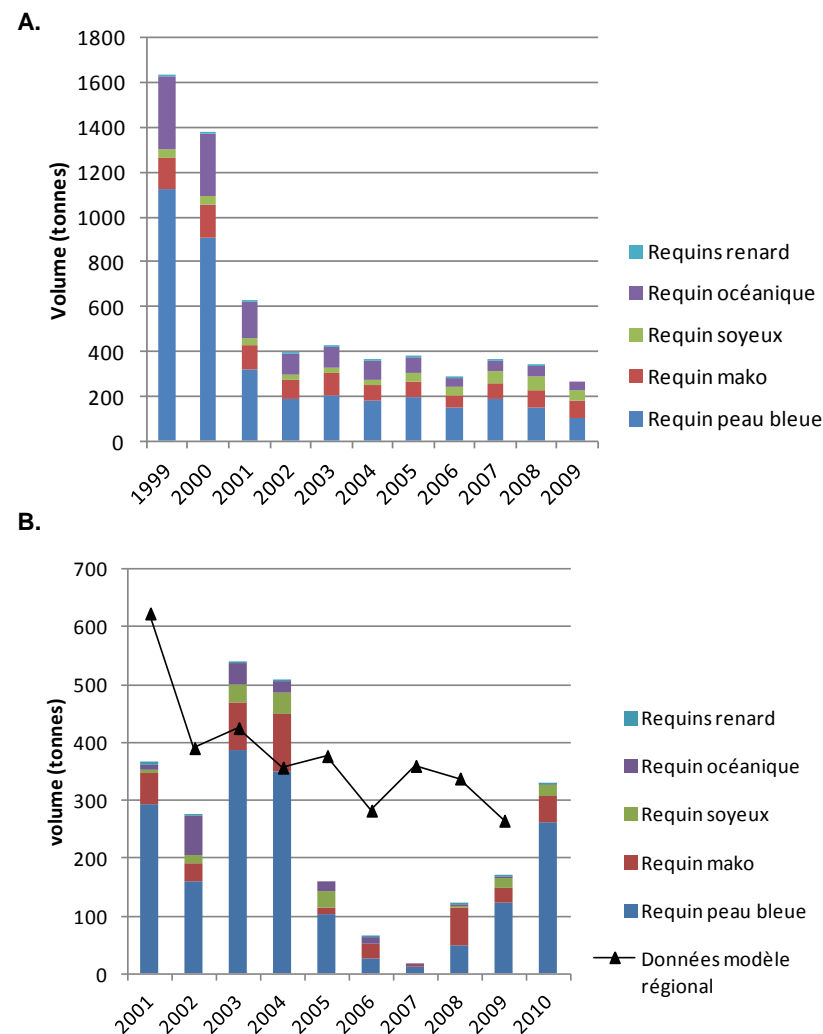 A.
1800
1600
1400
1200
1000
800
600
400
200
0
Volume (tonnes)
1999
2000
2001
2002
2003
2004
2005
2006
2007
2008
2009
Requins renard
Requin océanique
Requin soyeux
Requin mako
Requin peau bleue
B.
700
600
500
400
300
200
100
0
volume (tonnes)
2001
2002
2003
2004
2005
2006
2007
2008
2009
2010
Requins renard
Requin océanique
Requin soyeux
Requin mako
Requin peau bleue
Données modèle
régional